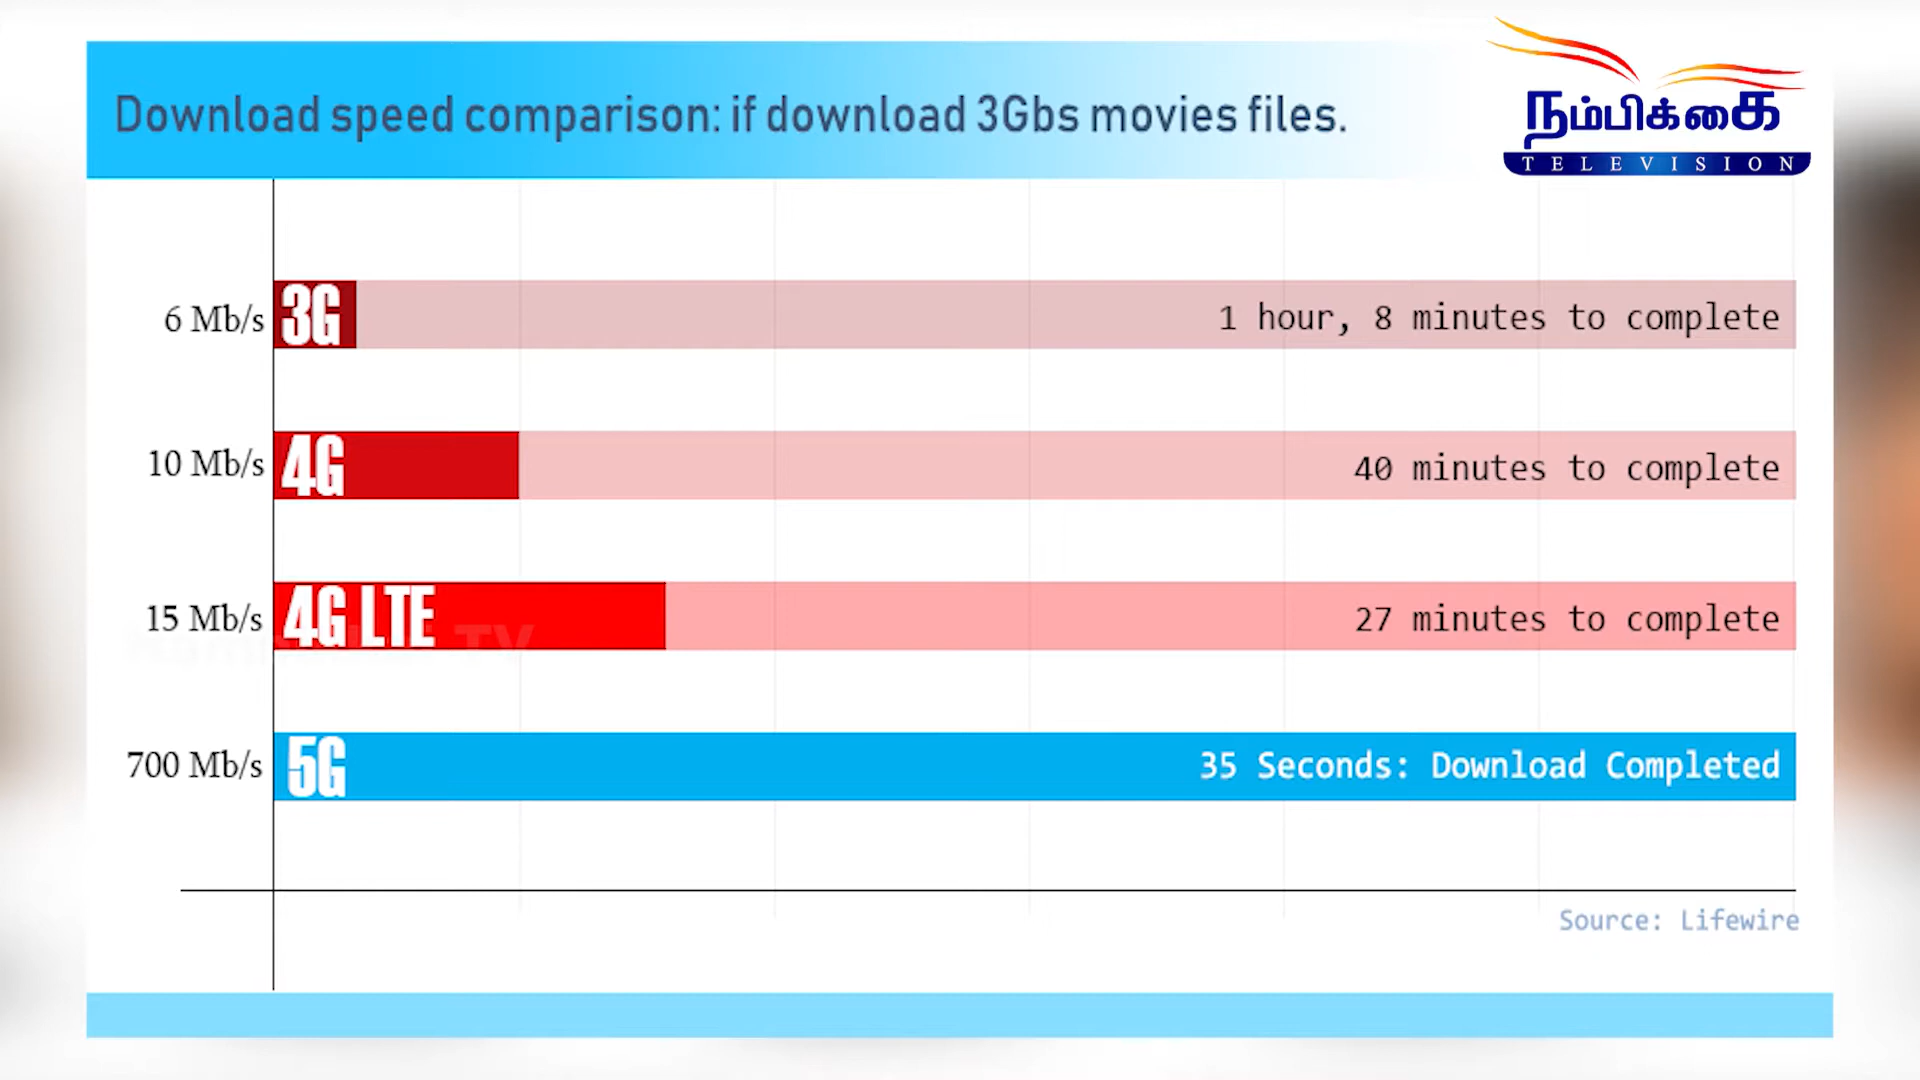 Download speed comparison: if download 3Gbs movies files.
நம்பிக்கை
TELEVISION
6 Mb/s 3G 1 hour, 8 minutes to complete
10 Mb/s 4G 40 minutes to complete
15 Mb/s 4G LTE 27 minutes to complete
TV
700 Mb/s 5G 35 Seconds: Download Completed
Source: Lifewire